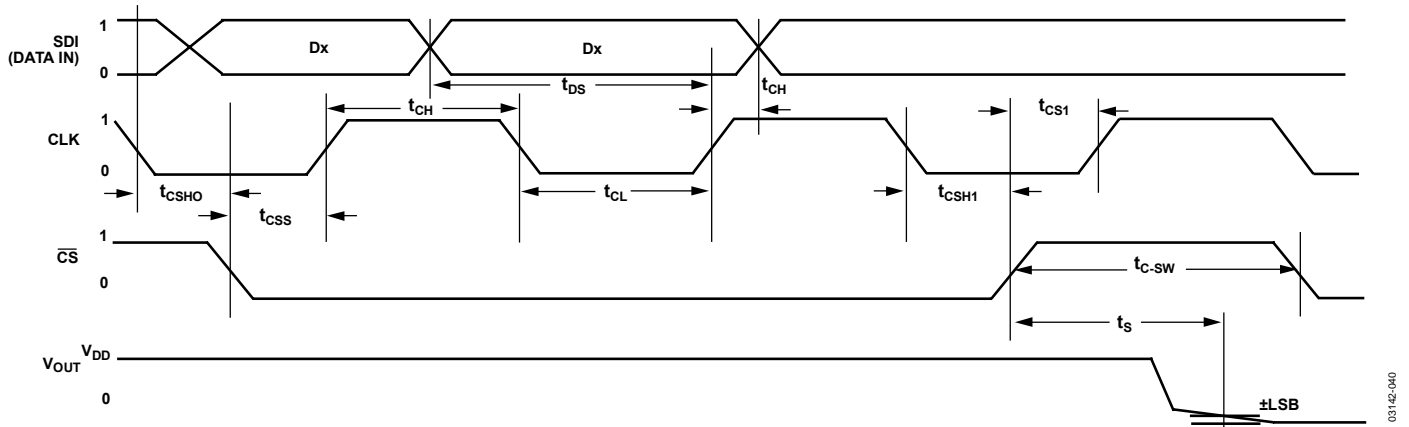 SDI
(DATA IN)
1
0
Dx
Dx
tDS
tCH
CLK
1
0
tCH
tCS1
tCSHO
tCSS
tCL
tCSH1
CS
1
0
tC-SW
tS
VOUT
VDD
0
±LSB
03142-040